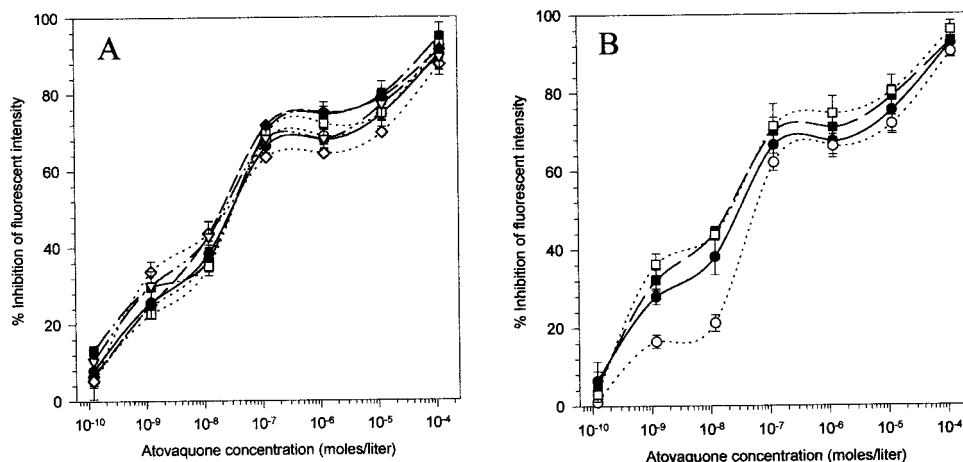 A
% Inhibition of fluorescent intensity
100
80
60
40
20
0
10⁻¹⁰ 10⁻⁹ 10⁻⁸ 10⁻⁷ 10⁻⁶ 10⁻⁵ 10⁻⁴
Atovaquone concentration (moles/liter)
B
% Inhibition of fluorescent intensity
100
80
60
40
20
0
10⁻¹⁰ 10⁻⁹ 10⁻⁸ 10⁻⁷ 10⁻⁶ 10⁻⁵ 10⁻⁴
Atovaquone concentration (moles/liter)